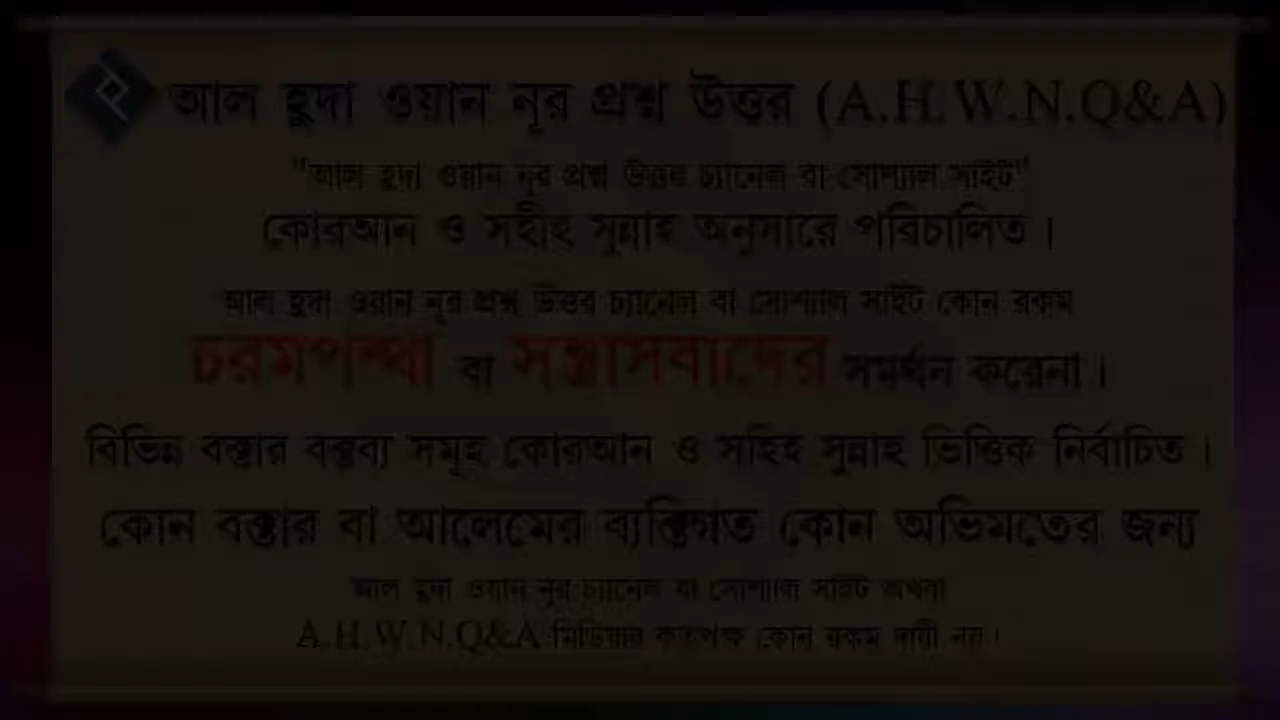 আল হুদা ওয়ান নূর প্রশ্ন উত্তর (A.H.W.N.Q&A)
"আল হুদা ওয়ান নূর প্রশ্ন উত্তর চ্যানেল বা সোশ্যাল সাইট"
কোরআন ও সহীহ সুন্নাহ অনুসারে পরিচালিত ।
আল হুদা ওয়ান নূর প্রশ্ন উত্তর চ্যানেল বা সোশ্যাল সাইট কোন রকম
চরমপন্থা বা সন্ত্রাসবাদের সমর্থন করেনা ।
বিভিন্ন বক্তার বক্তব্য সমূহ কোরআন ও সহিহ সুন্নাহ ভিত্তিক নির্বাচিত ।
কোন বক্তার বা আলেমের ব্যক্তিগত কোন অভিমতের জন্য
আল হুদা ওয়ান নূর চ্যানেল বা সোশ্যাল সাইট অথবা
A.H.W.N.Q&A মিডিয়ার কতৃপক্ষ কোন রকম দায়ী নন ।